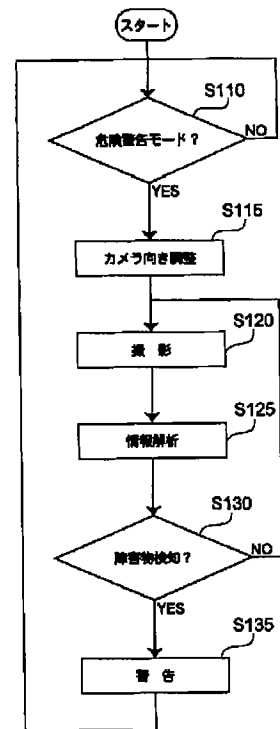 スタート
S110
危険警告モード？
NO
YES
S115
カメラ向き調整
S120
撮 影
S125
情報解析
S130
障害物検知？
NO
YES
S135
警 告